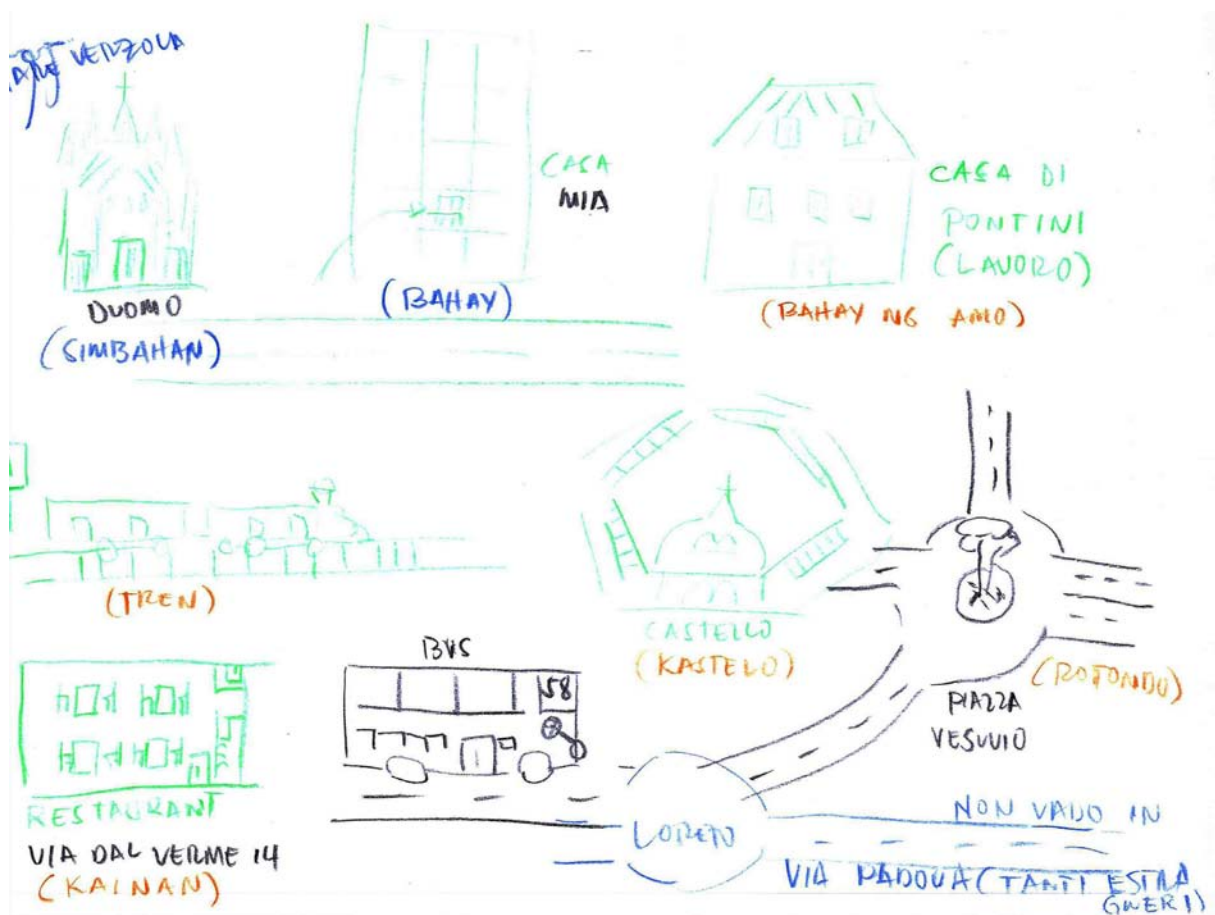 VERZOLA
DUOMO
(SIMBAHAN)
CASA
MIA
(BAHAY)
CASA DI
PONTINI
(LAVORO)
(BAHAY NG AMO)
(TREN)
CASTELLO
(KASTELO)
PIAZZA
VESUVIO
(ROTONDO)
RESTAURANT
VIA DAL VERME 14
(KAINAN)
BUS
58
LORETO
NON VADO IN
VIA PADOVA (TANTI ESTRA
GNERI)